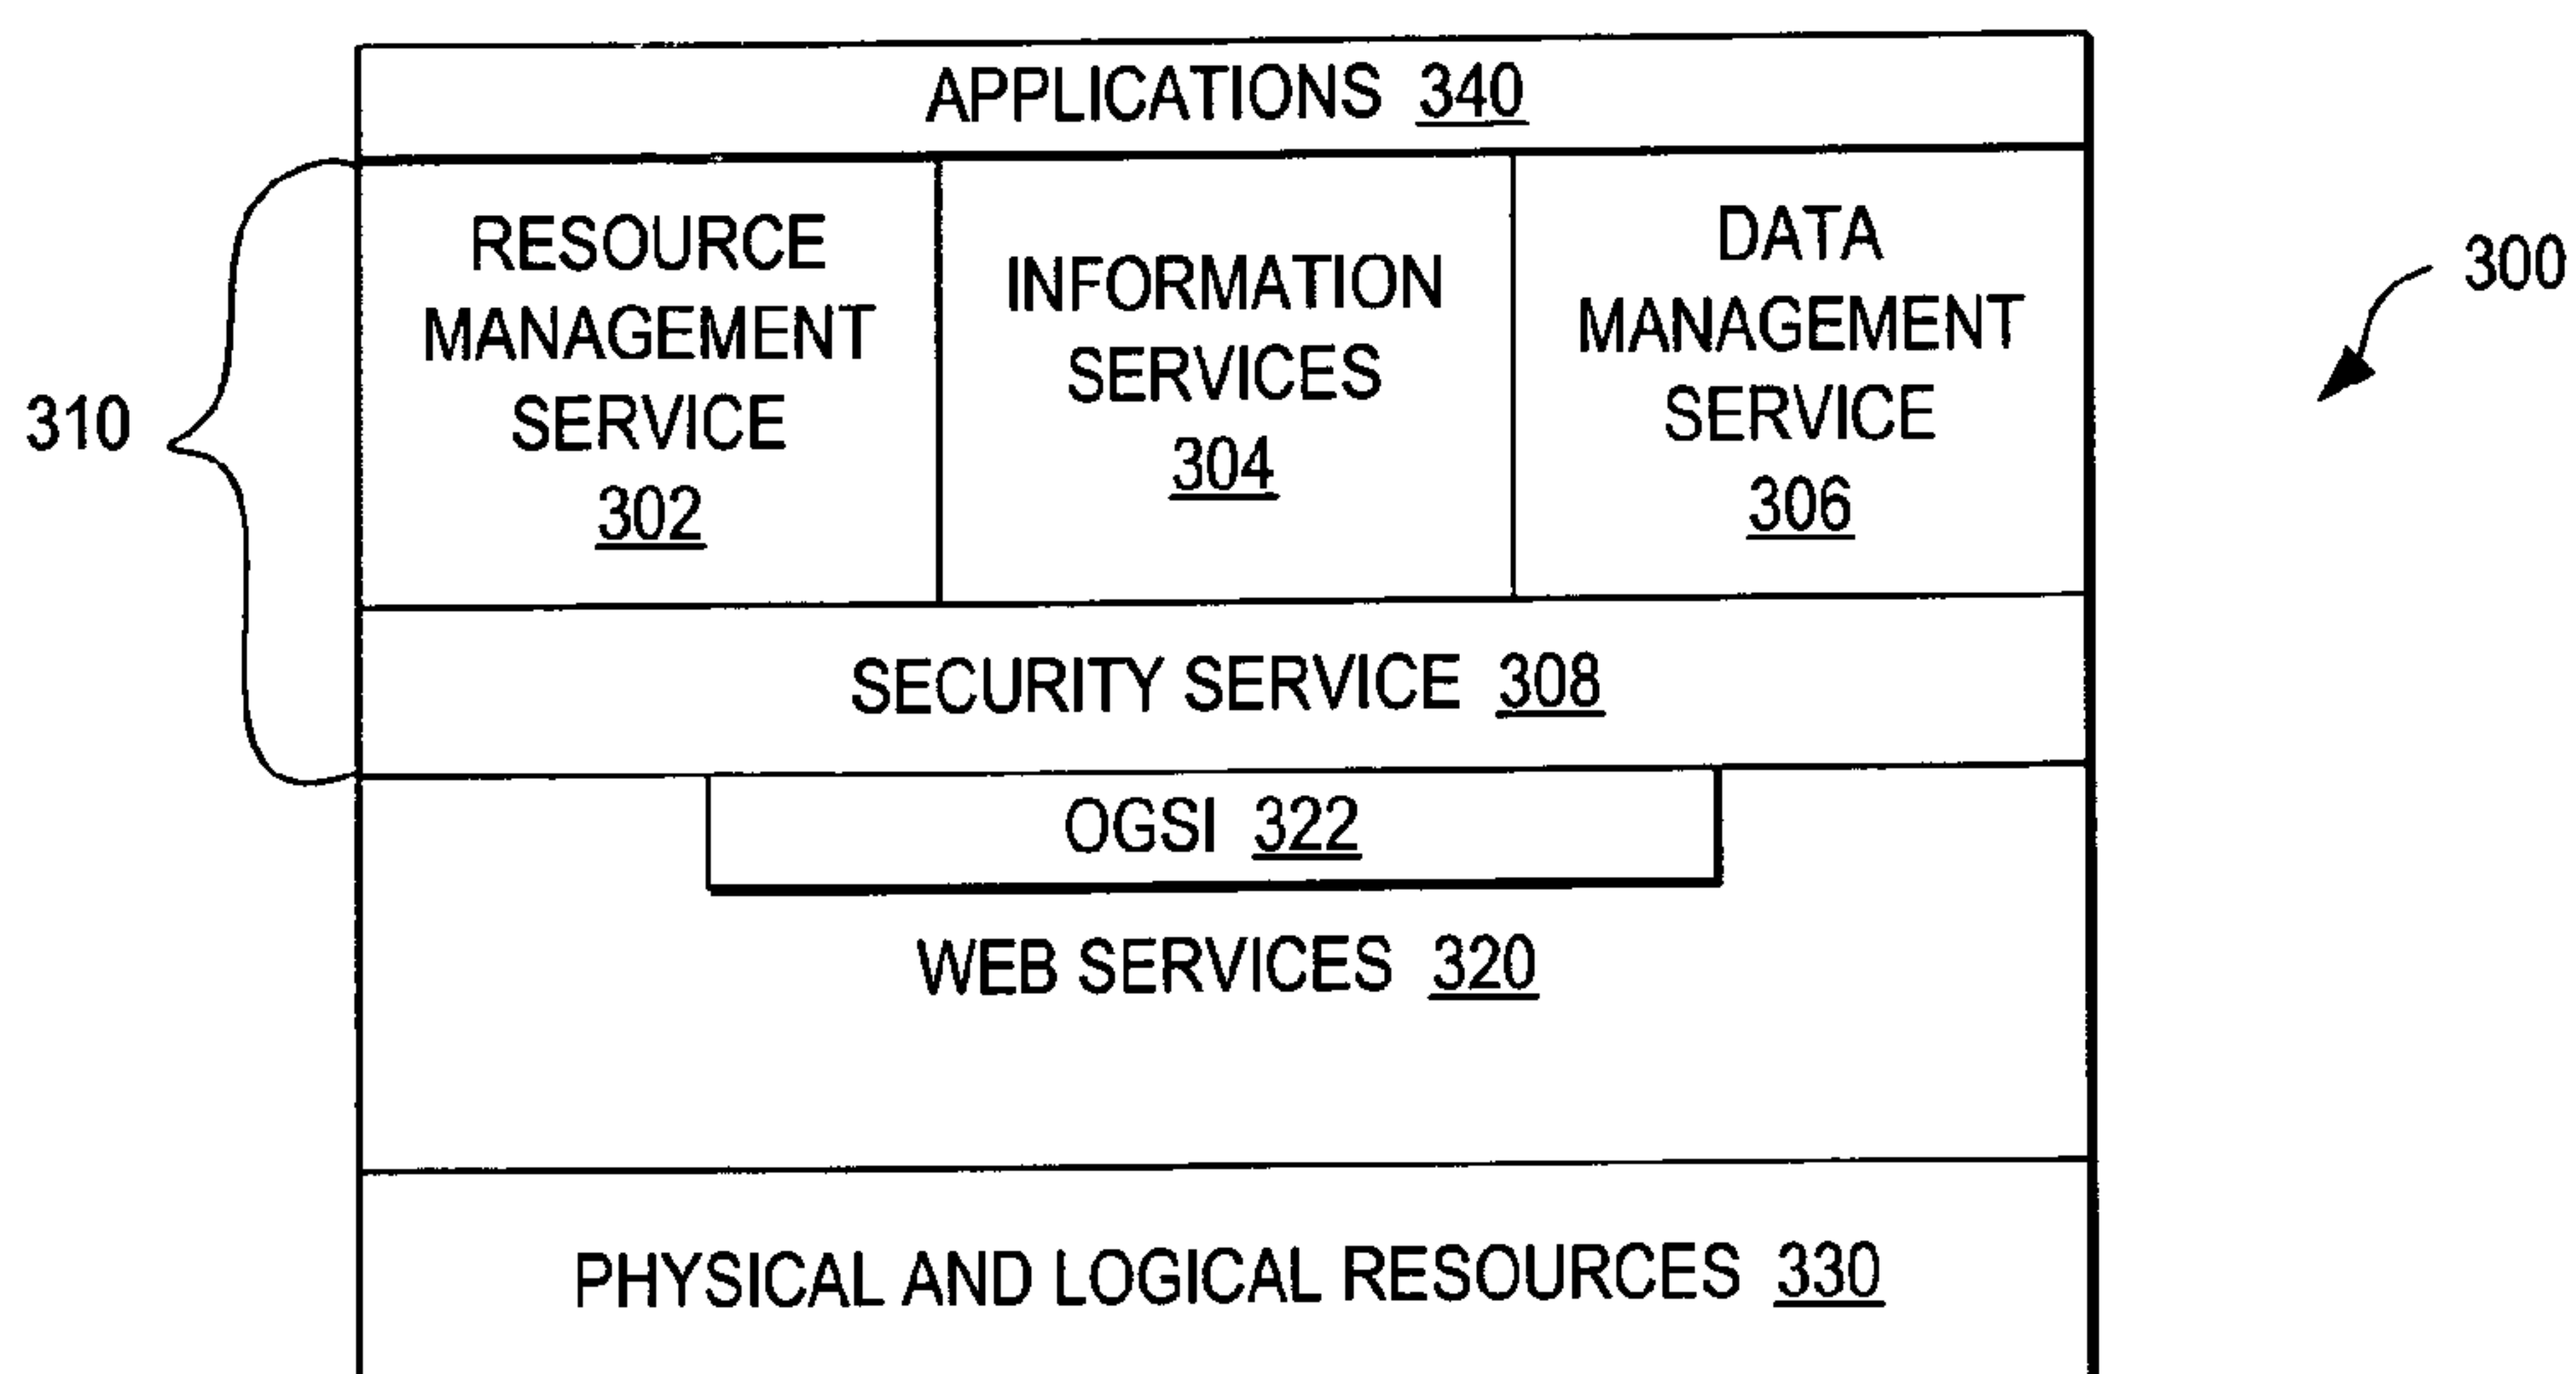 APPLICATIONS 340
RESOURCE
MANAGEMENT
SERVICE
302
INFORMATION
SERVICES
304
DATA
MANAGEMENT
SERVICE
306
300
310
SECURITY SERVICE 308
OGSI 322
WEB SERVICES 320
PHYSICAL AND LOGICAL RESOURCES 330